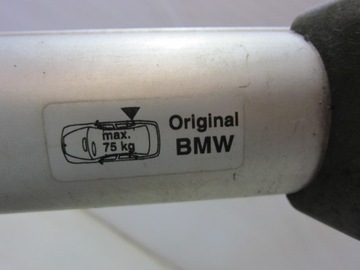 max.
75 kg
Original
BMW